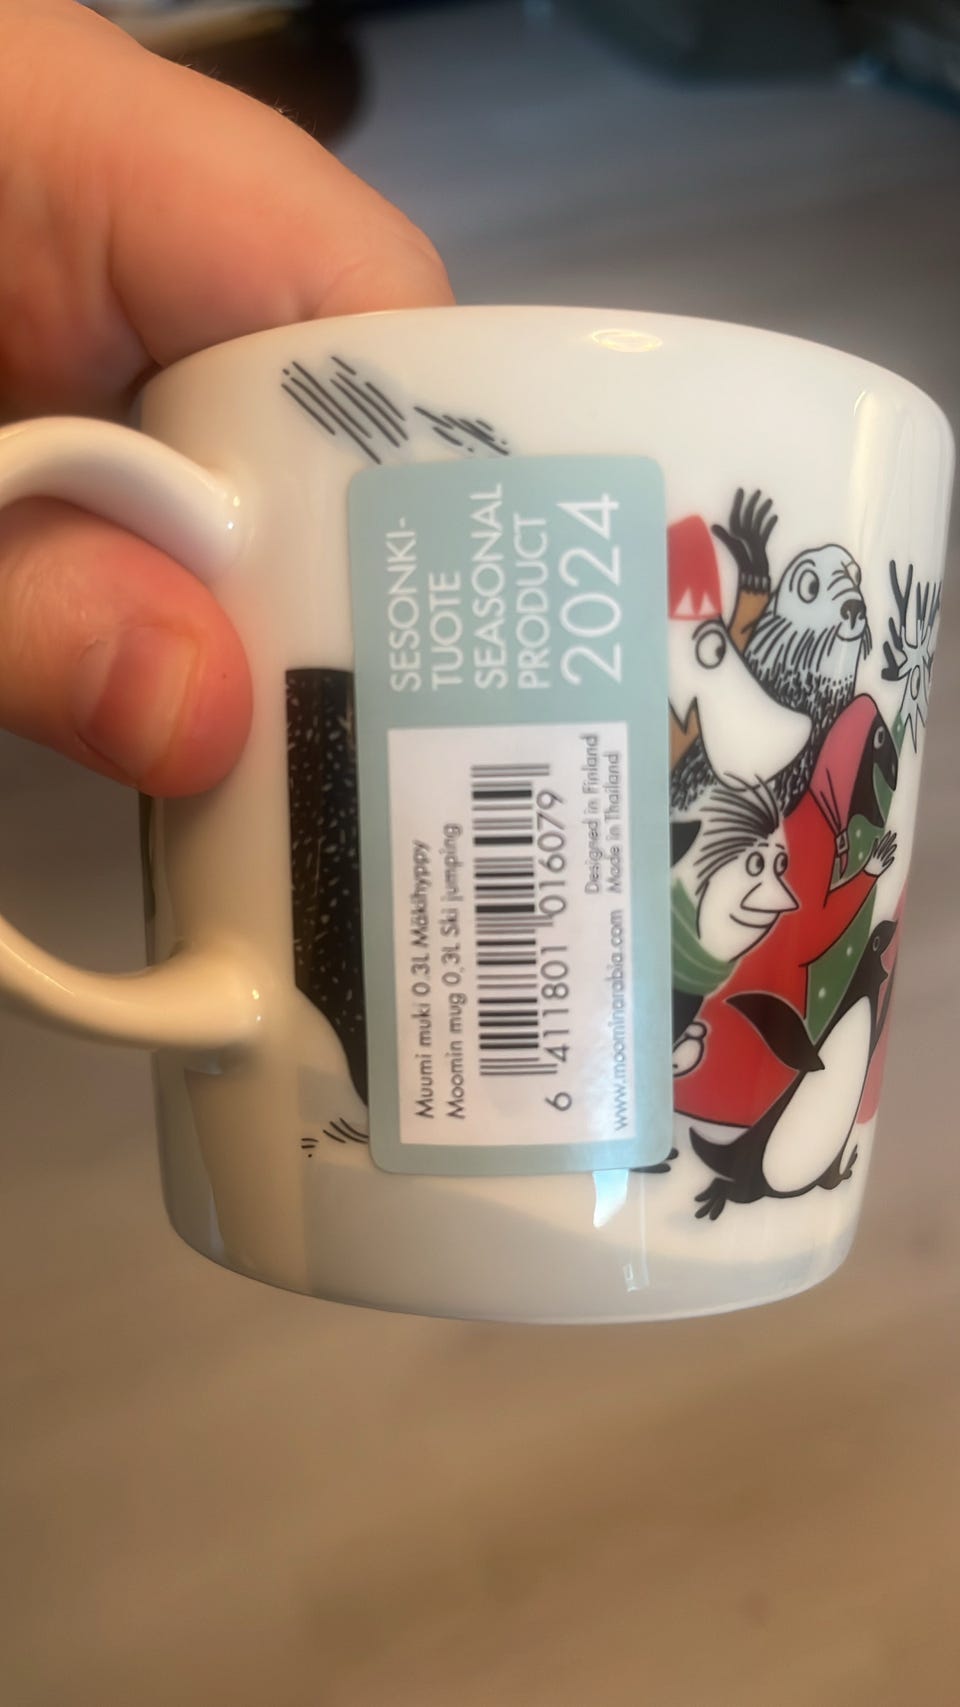 SESONKI-
TUOTE
SEASONAL
PRODUCT
2024
Muumi muki 0.3L Mäkihyppy
Moomin mug 0,3L Ski jumping
6 411801 016079
Designed in Finland
www.moominarabia.com Made in Thailand